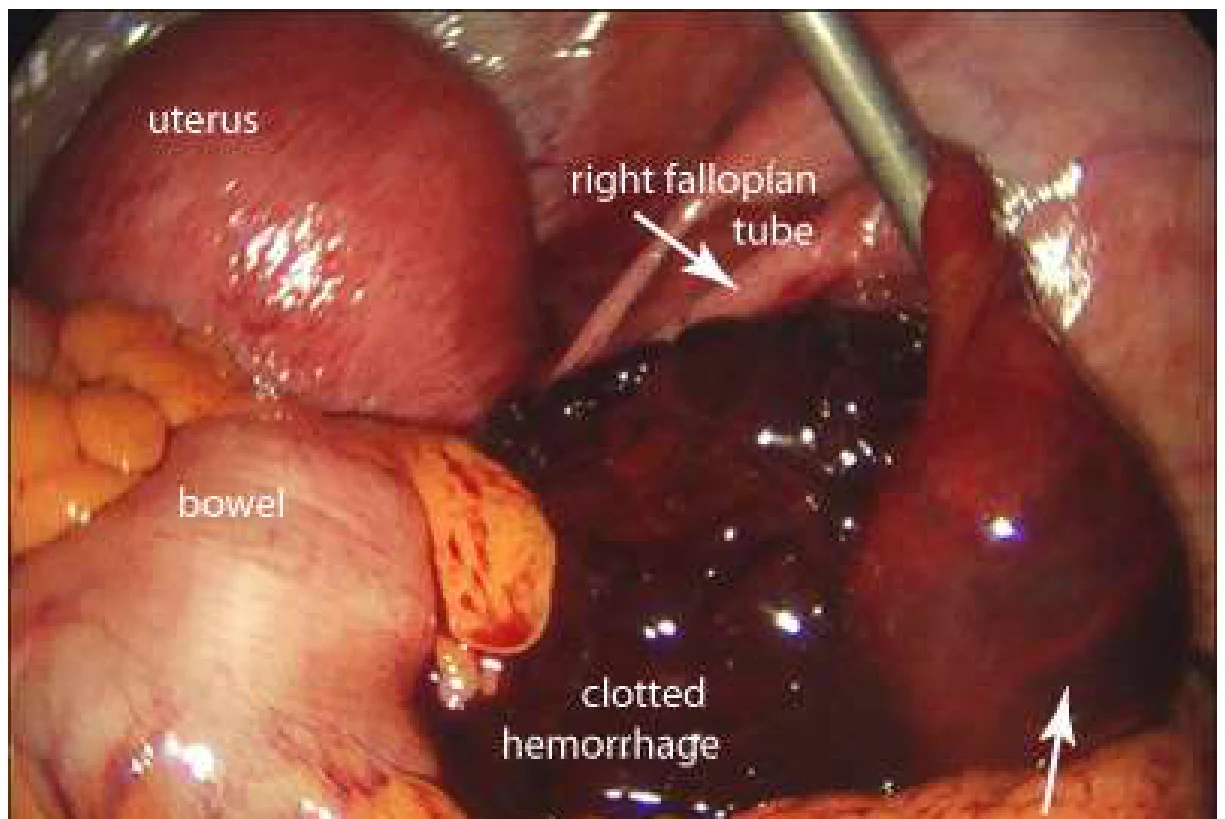 uterus
right falloplan
tube
bowel
clotted
hemorrhage